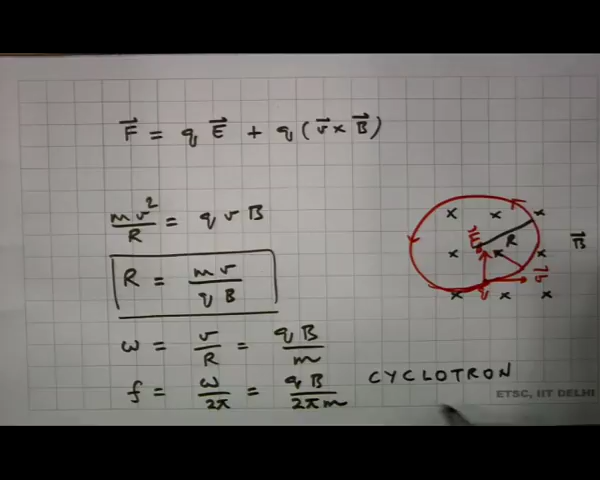 F⃗ = q E⃗ + q (v⃗ × B⃗)
mv²/R = q v B
R = mv/qB
ω = v/R = qB/m
f = ω/2π = qB/2πm
x x x
F⃗ R B⃗
x x x
v⃗
q
x x x
CYCLOTRON
ETSC, IIT DELHI